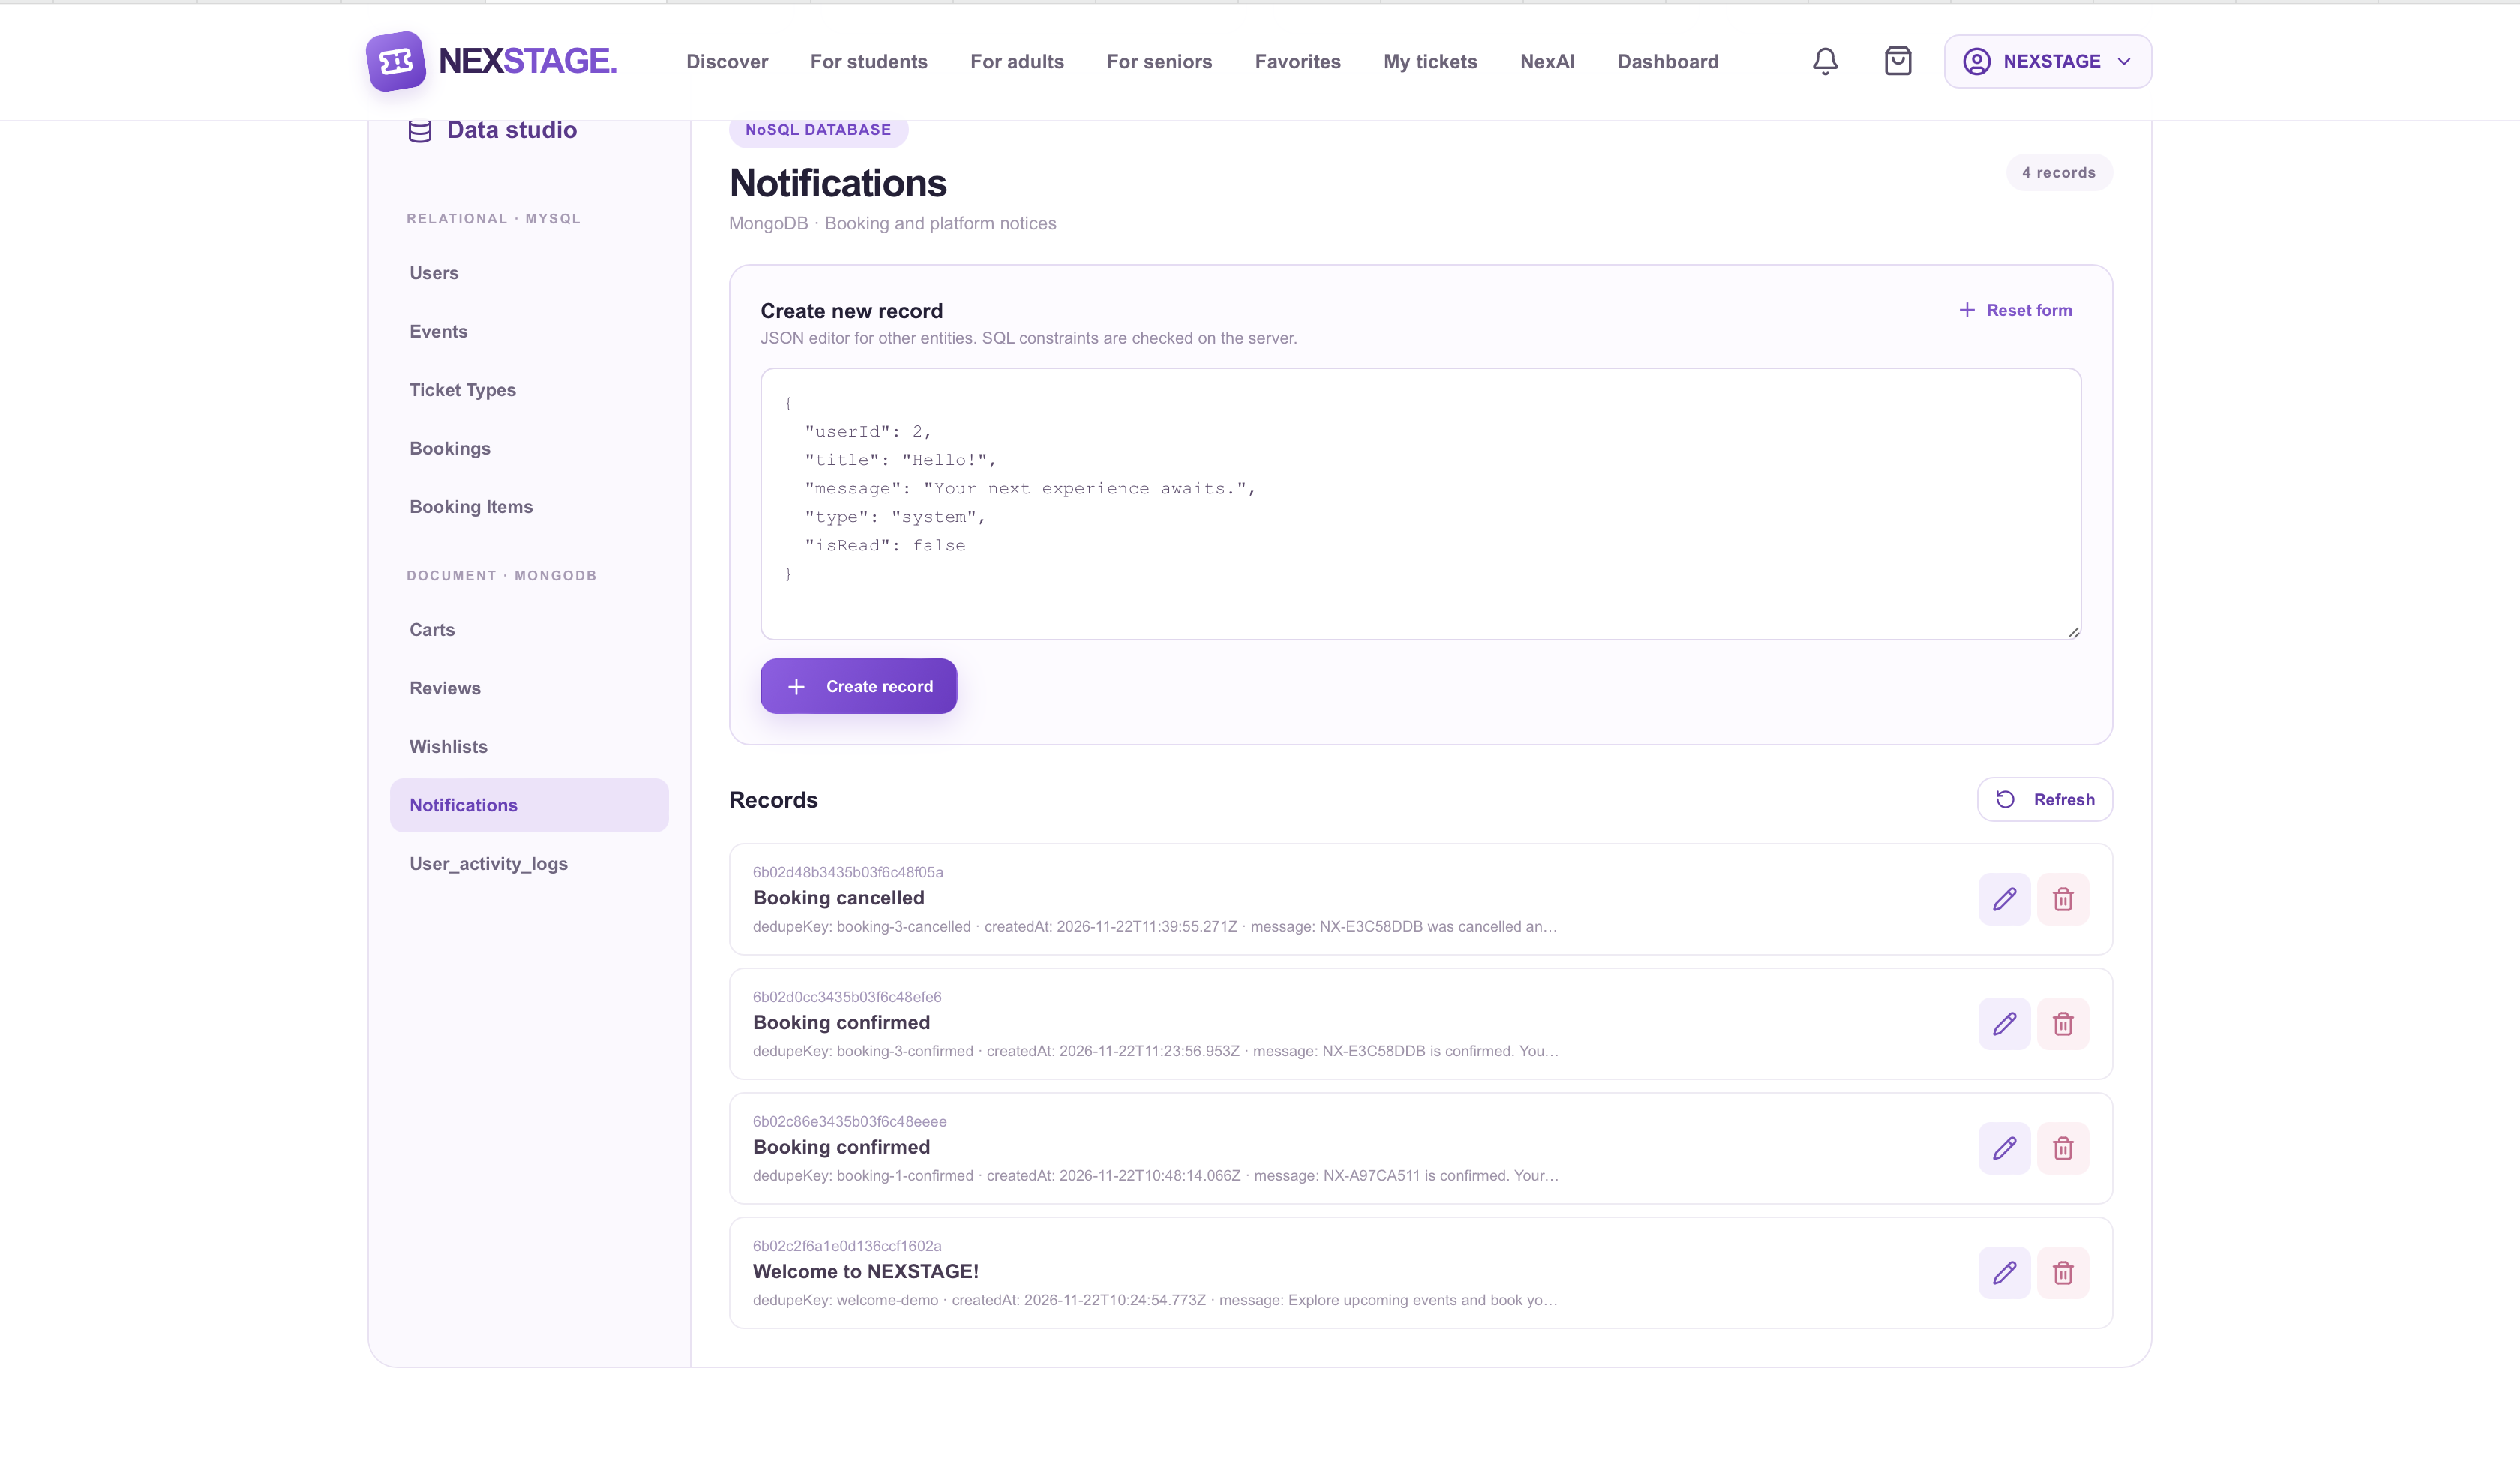 NEXSTAGE.
Discover
For students
For adults
For seniors
Favorites
My tickets
NexAI
Dashboard
NEXSTAGE
Data studio
RELATIONAL · MYSQL
Users
Events
Ticket Types
Bookings
Booking Items
DOCUMENT · MONGODB
Carts
Reviews
Wishlists
Notifications
User_activity_logs
NoSQL DATABASE
Notifications
4 records
MongoDB · Booking and platform notices
Create new record
Reset form
JSON editor for other entities. SQL constraints are checked on the server.
{
"userId": 2,
"title": "Hello!",
"message": "Your next experience awaits.",
"type": "system",
"isRead": false
}
Create record
Records
Refresh
6b02d48b3435b03f6c48f05a
Booking cancelled
dedupeKey: booking-3-cancelled · createdAt: 2026-11-22T11:39:55.271Z · message: NX-E3C58DDB was cancelled an…
6b02d0cc3435b03f6c48efe6
Booking confirmed
dedupeKey: booking-3-confirmed · createdAt: 2026-11-22T11:23:56.953Z · message: NX-E3C58DDB is confirmed. You…
6b02c86e3435b03f6c48eeee
Booking confirmed
dedupeKey: booking-1-confirmed · createdAt: 2026-11-22T10:48:14.066Z · message: NX-A97CA511 is confirmed. Your…
6b02c2f6a1e0d136ccf1602a
Welcome to NEXSTAGE!
dedupeKey: welcome-demo · createdAt: 2026-11-22T10:24:54.773Z · message: Explore upcoming events and book yo…